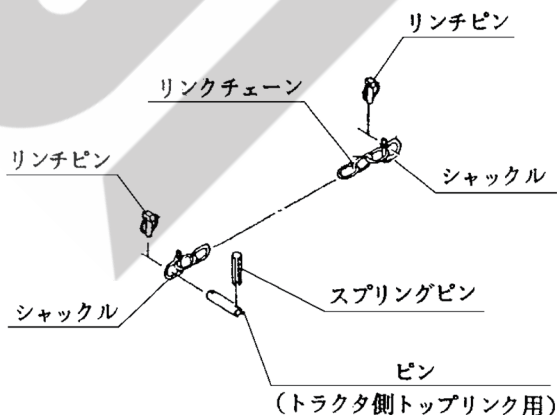 リンチピン
リンクチェーン
リンチピン
シャックル
スプリングピン
シャックル
ピン
(トラクタ側トップリンク用)